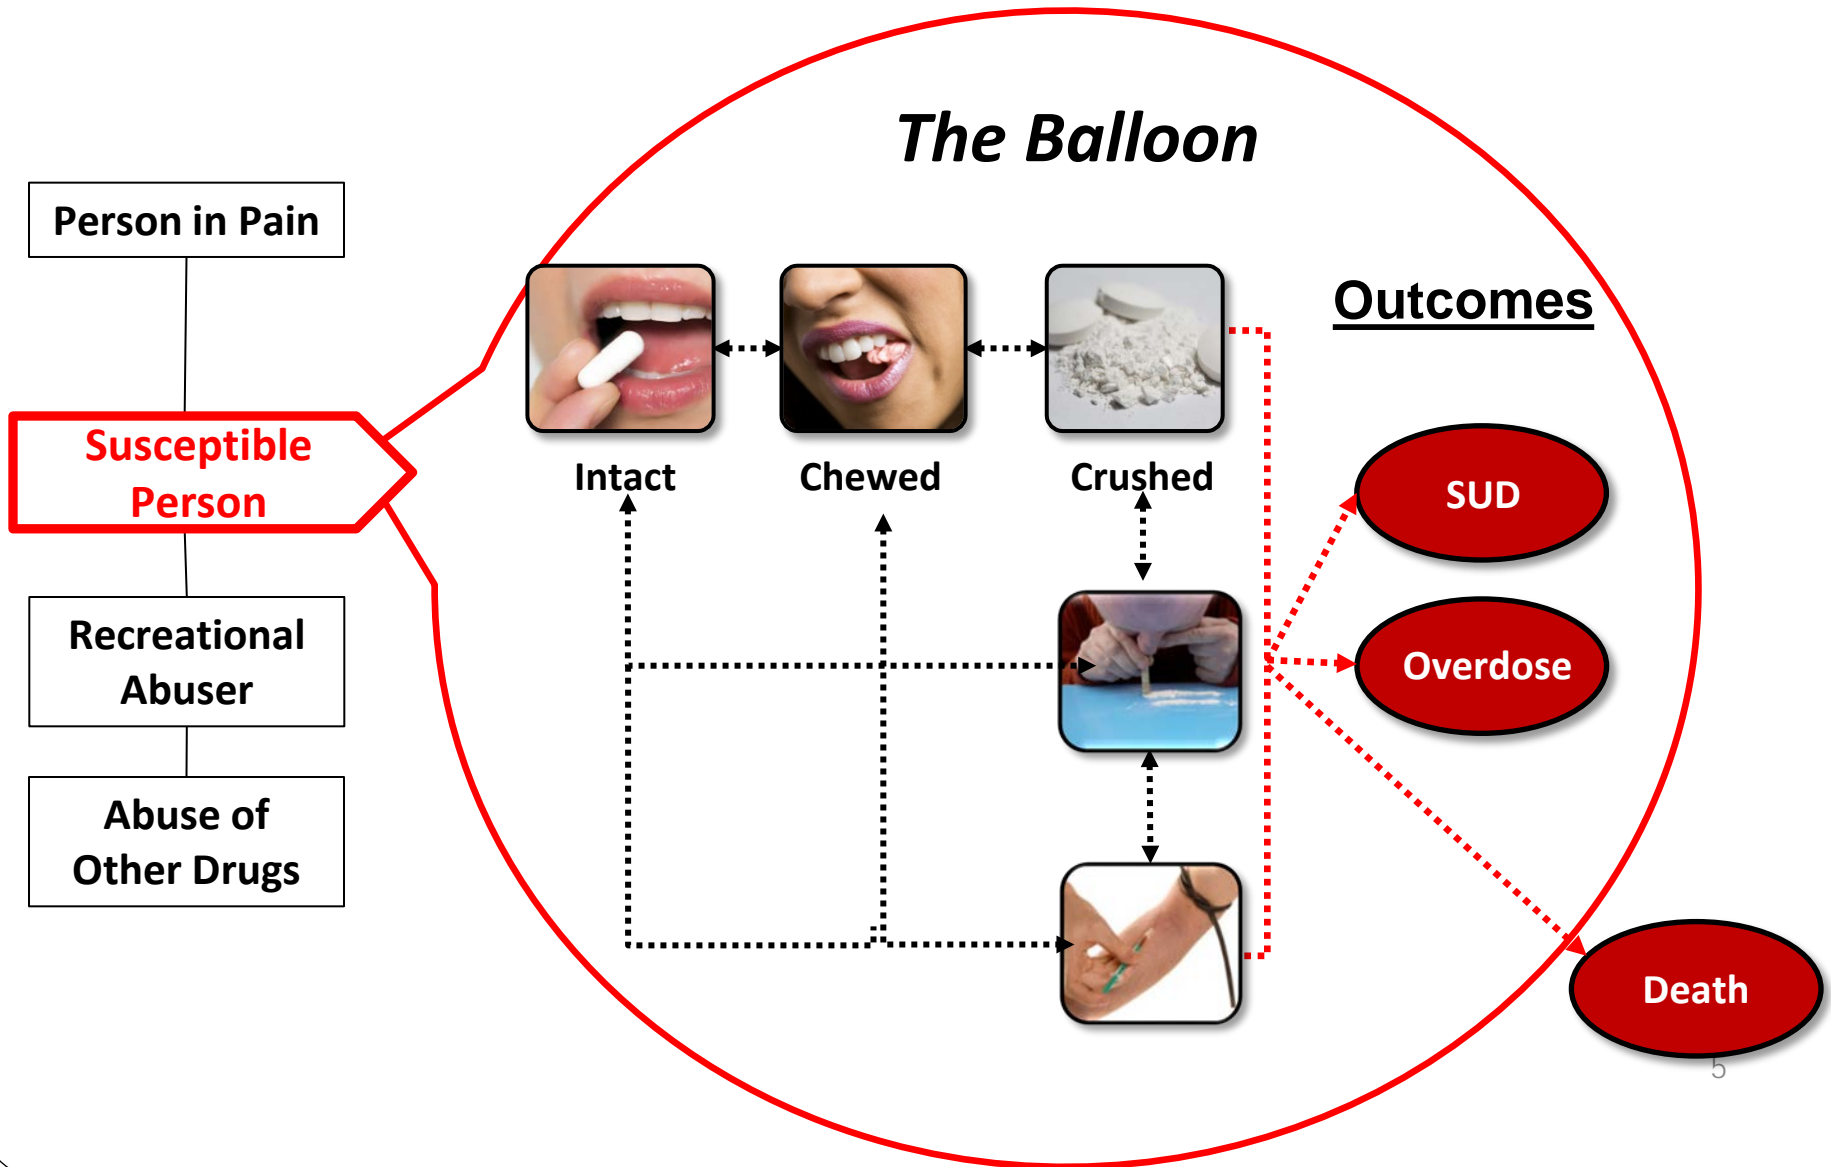 The Balloon
Person in Pain
Susceptible
Person
Recreational
Abuser
Abuse of
Other Drugs
Intact
Chewed
Crushed
Outcomes
SUD
Overdose
Death
5